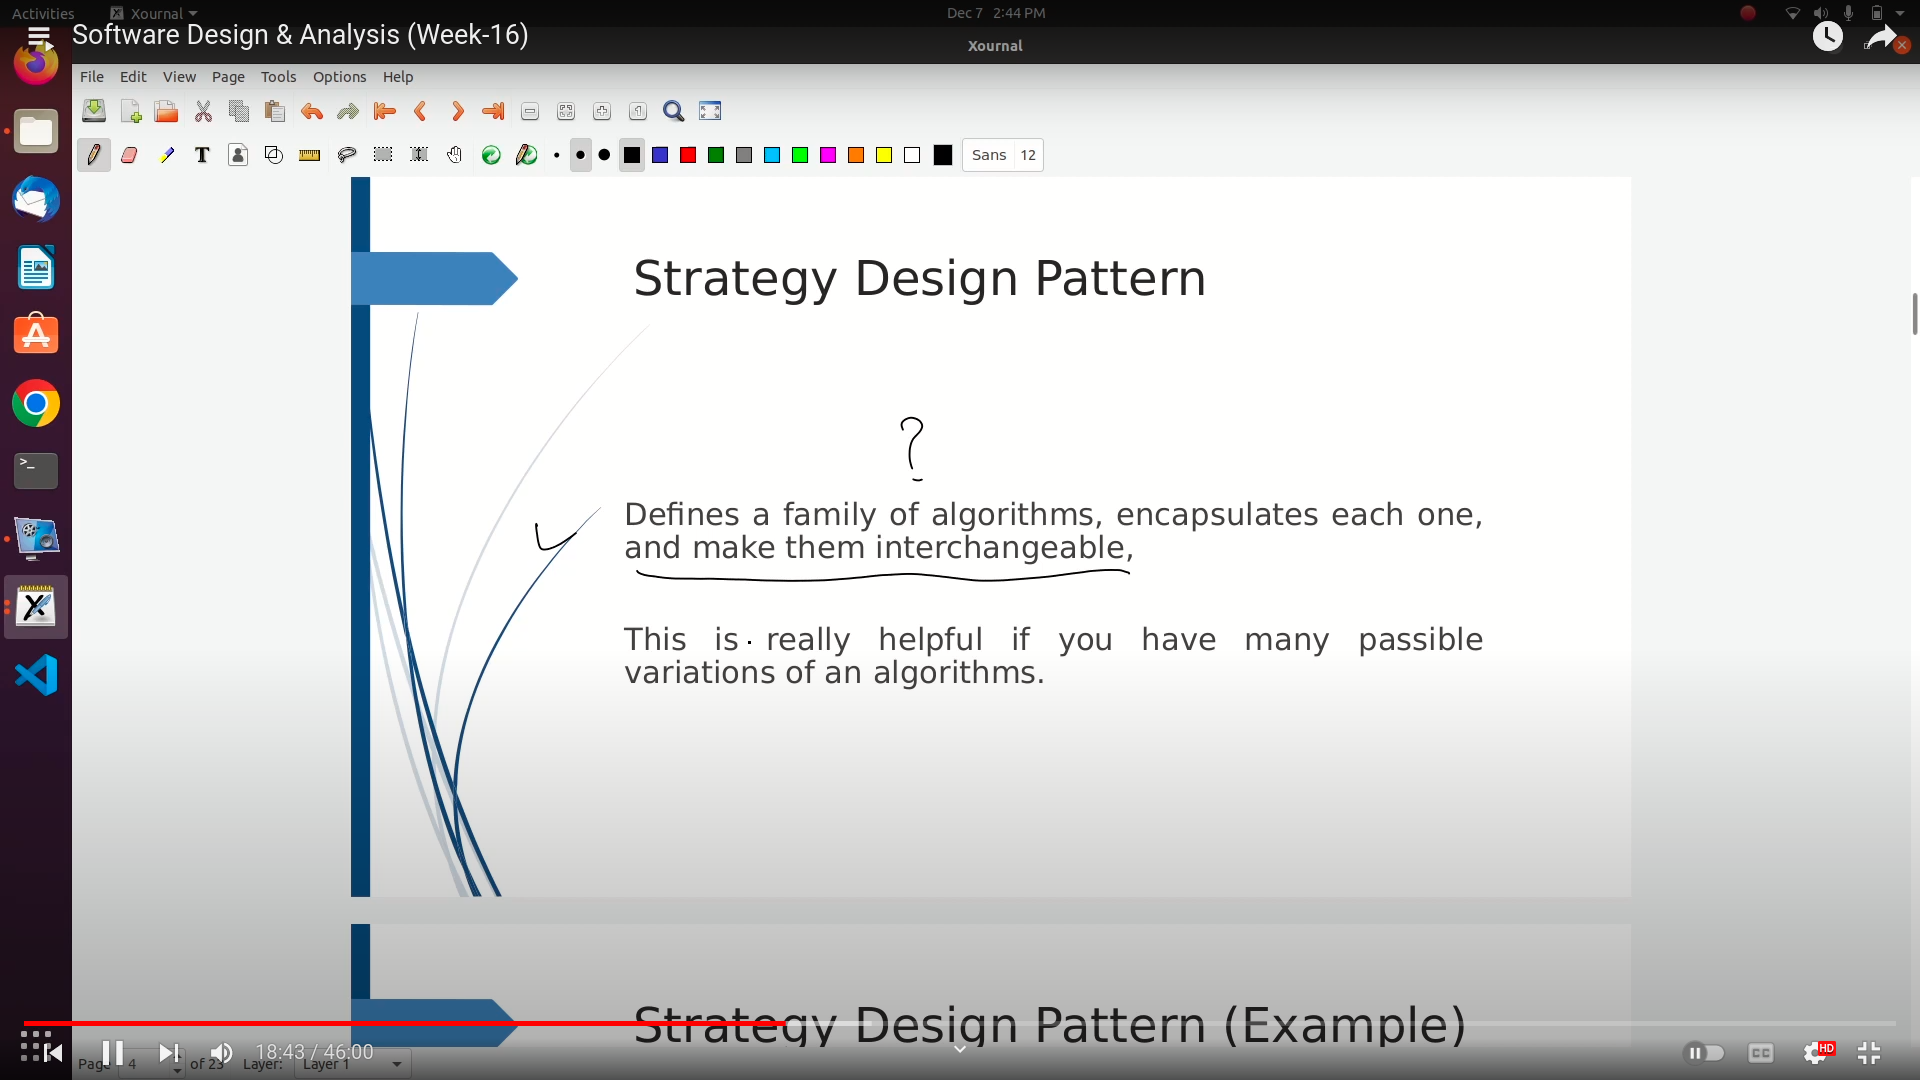 Activities Xournal Dec 7 2:44 PM
Software Design & Analysis (Week-16)
Xournal
File Edit View Page Tools Options Help
Sans 12
Strategy Design Pattern
?
Defines a family of algorithms, encapsulates each one,
and make them interchangeable,
This is really helpful if you have many passible
variations of an algorithms.
Strategy Design Pattern (Example)
18:43 / 46:00
CC
HD
Page 4 of 23 Layer: Layer 1